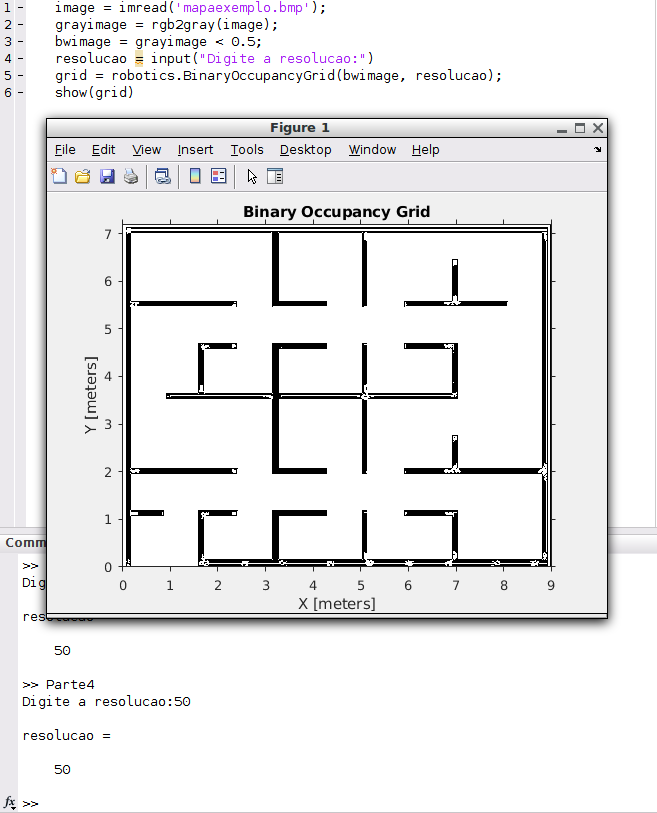 1 - image = imread('mapaexemplo.bmp');
2 - grayimage = rgb2gray(image);
3 - bwimage = grayimage < 0.5;
4 - resolucao = input("Digite a resolucao:")
5 - grid = robotics.BinaryOccupancyGrid(bwimage, resolucao);
6 - show(grid)
Figure 1
File Edit View Insert Tools Desktop Window Help
Binary Occupancy Grid
7
6
5
4
3
2
1
0
Y [meters]
0 1 2 3 4 5 6 7 8 9
X [meters]
Comm
>>
Dig
resolucao
50
>> Parte4
Digite a resolucao:50
resolucao =
50
fx >>